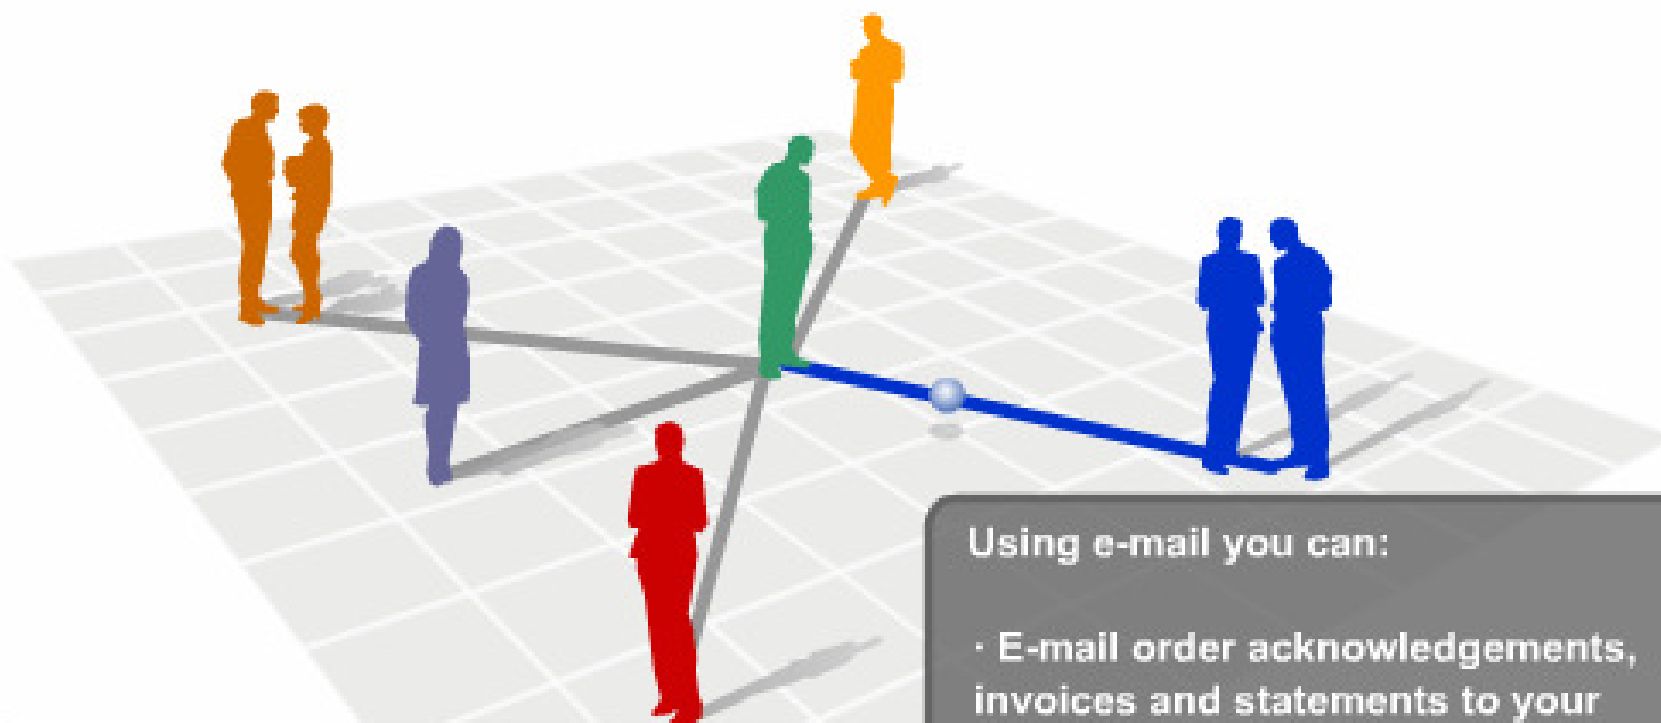 Using e-mail you can:
· E-mail order acknowledgements,
invoices and statements to your